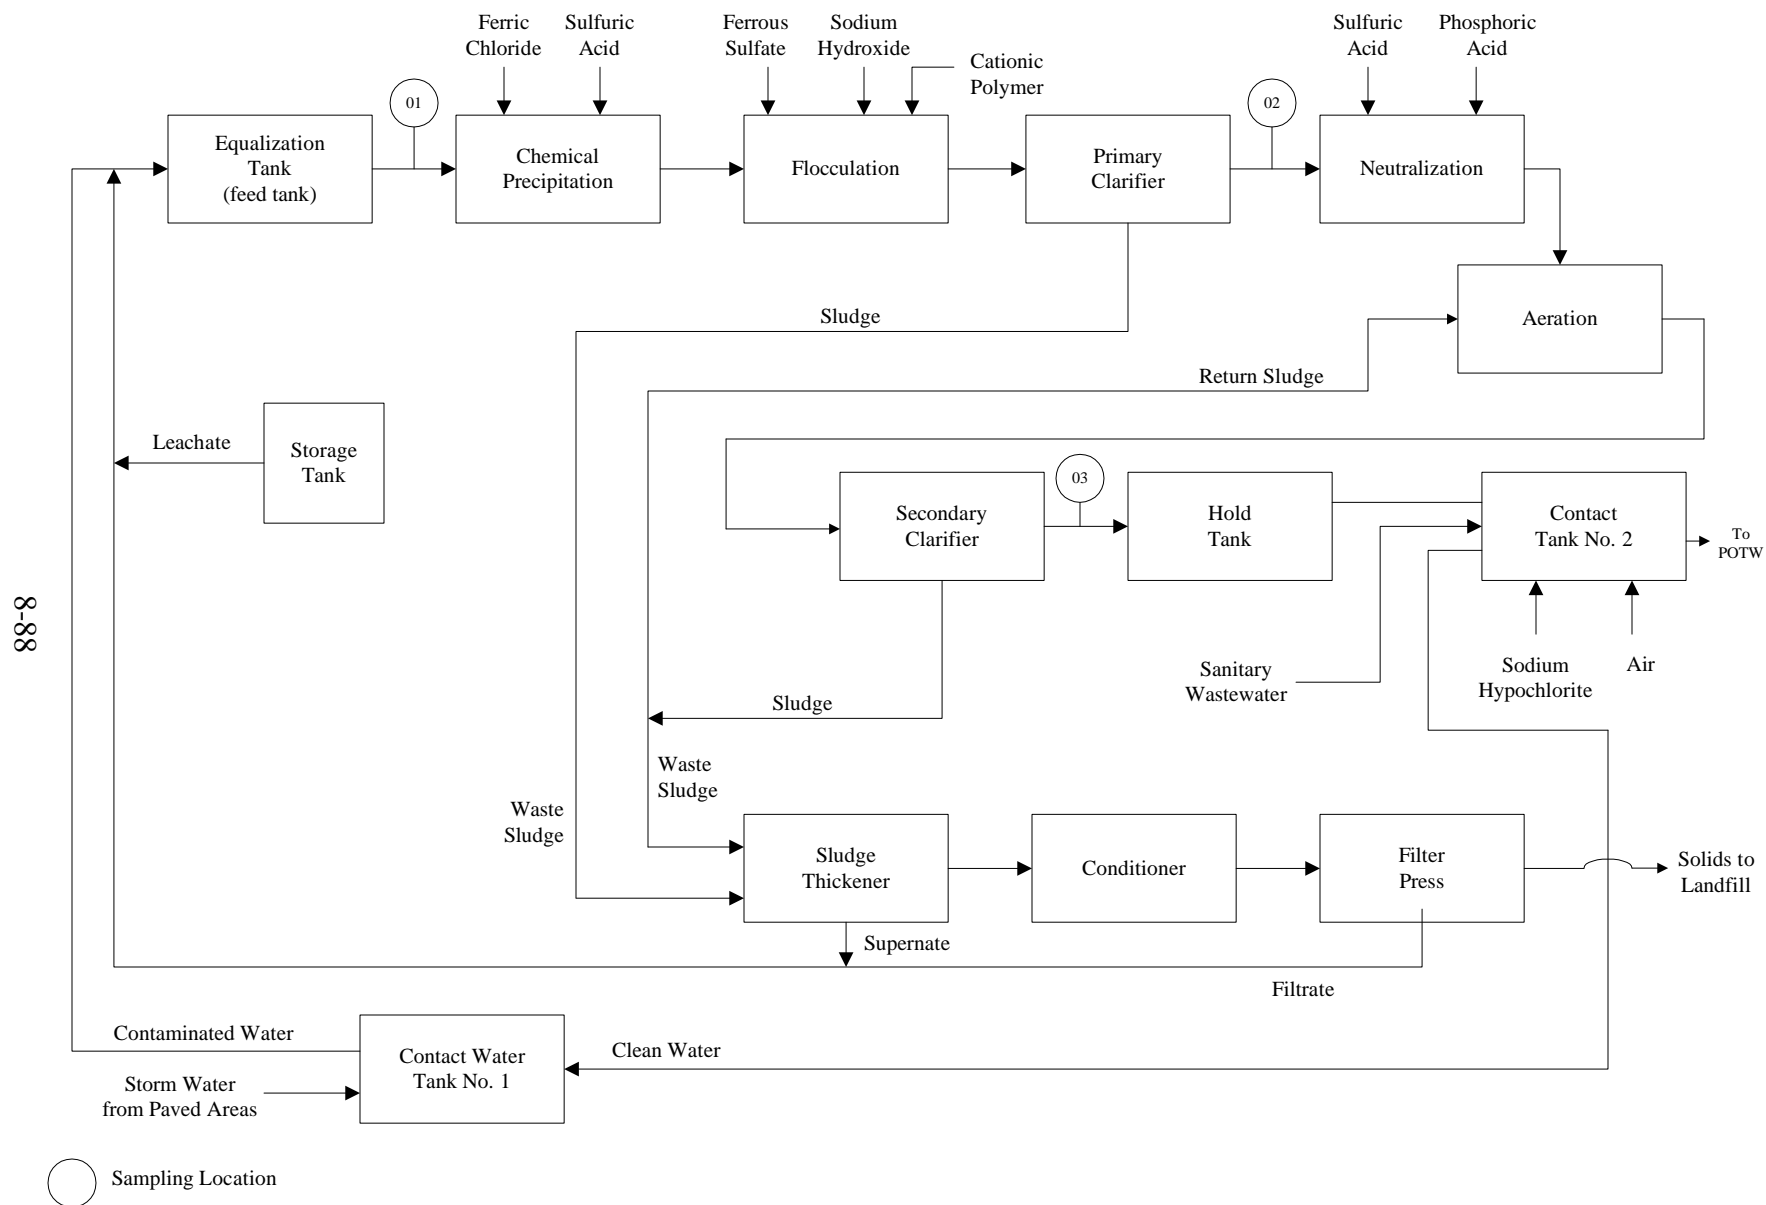 Ferric
Chloride
Sulfuric
Acid
Ferrous
Sulfate
Sodium
Hydroxide
Cationic
Polymer
Sulfuric
Acid
Phosphoric
Acid
01
02
Equalization
Tank
(feed tank)
Chemical
Precipitation
Flocculation
Primary
Clarifier
Neutralization
Aeration
Sludge
Return Sludge
Leachate
Storage
Tank
03
Secondary
Clarifier
Hold
Tank
Contact
Tank No. 2
To
POTW
8-88
Sanitary
Wastewater
Sodium
Hypochlorite
Air
Sludge
Waste
Sludge
Waste
Sludge
Sludge
Thickener
Conditioner
Filter
Press
Solids to
Landfill
Supernate
Filtrate
Contaminated Water
Contact Water
Tank No. 1
Clean Water
Storm Water
from Paved Areas
Sampling Location